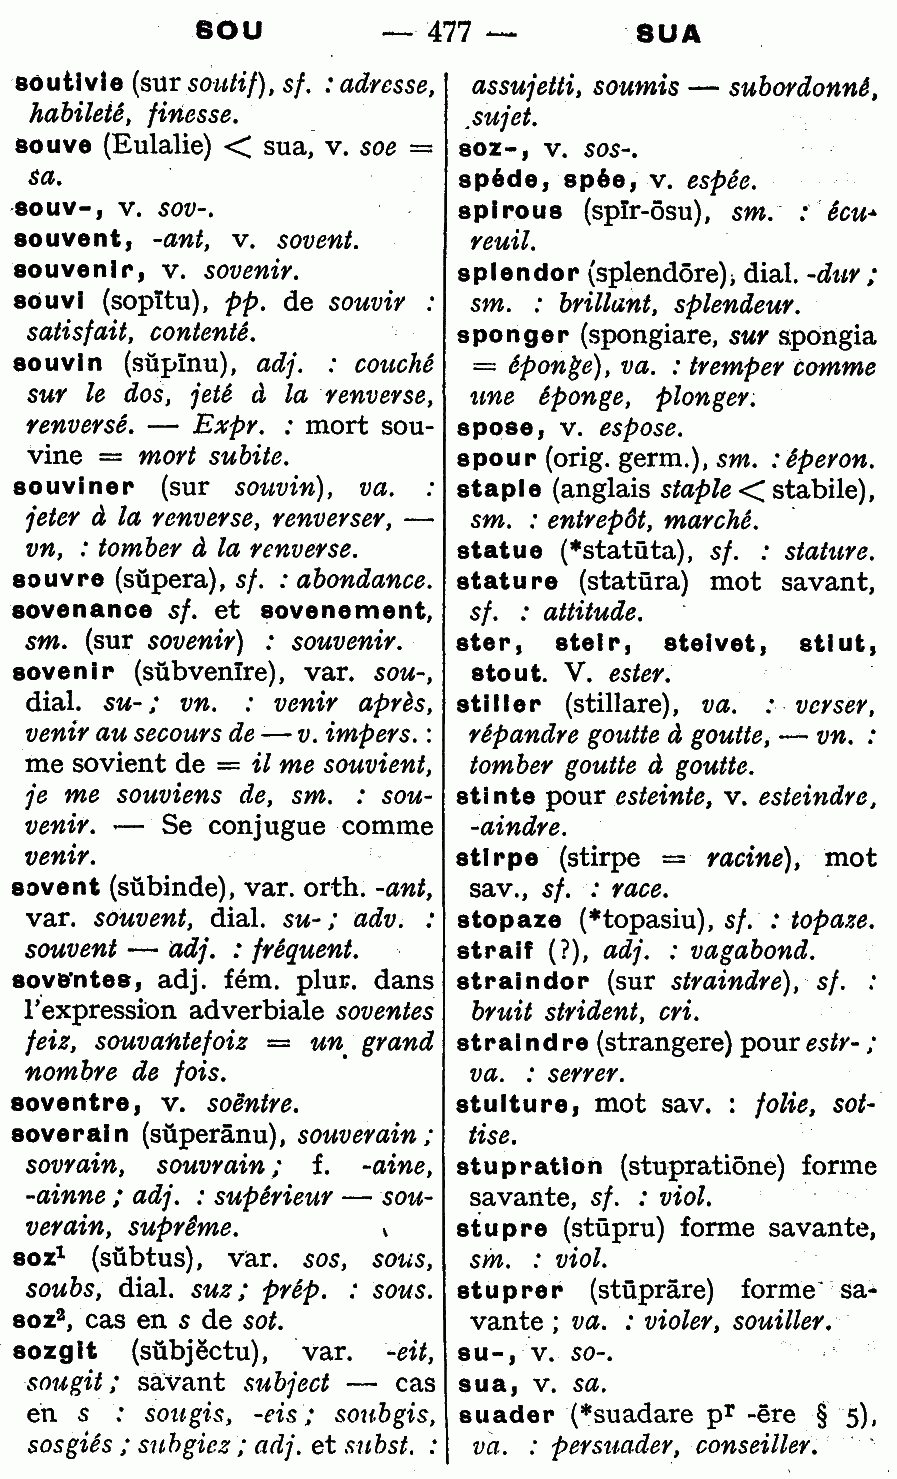 SOU — 477 — SUA
soutivie (sur soutif), sf. : adresse,
habileté, finesse.
souve (Eulalie) < sua, v. soe =
sa.
souv-, v. sov-.
souvent, -ant, v. sovent.
souvenir, v. sovenir.
souvi (sopītu), pp. de souvir :
satisfait, contenté.
souvin (sŭpīnu), adj. : couché
sur le dos, jeté à la renverse,
renversé. — Expr. : mort sou-
vine = mort subite.
souviner (sur souvin), va. :
jeter à la renverse, renverser, —
vn, : tomber à la renverse.
souvre (sŭpera), sf. : abondance.
sovenance sf. et sovenement,
sm. (sur sovenir) : souvenir.
sovenir (sŭbvenīre), var. sou-,
dial. su- ; vn. : venir après,
venir au secours de — v. impers. :
me sovient de = il me souvient,
je me souviens de, sm. : sou-
venir. — Se conjugue comme
venir.
sovent (sŭbinde), var. orth. -ant,
var. souvent, dial. su- ; adv. :
souvent — adj. : fréquent.
soventes, adj. fém. plur. dans
l'expression adverbiale soventes
feiz, souvantefoiz = un grand
nombre de fois.
soventre, v. soëntre.
soverain (sŭperānu), souverain ;
sovrain, souvrain ; f. -aine,
-ainne ; adj. : supérieur — sou-
verain, suprême.
soz¹ (sŭbtus), var. sos, sous,
soubs, dial. suz ; prép. : sous.
soz², cas en s de sot.
sozgit (sŭbjĕctu), var. -eit,
sougit ; savant subject — cas
en s : sougis, -eis ; soubgis,
sosgiés ; subgiez ; adj. et subst. :
assujetti, soumis — subordonné,
sujet.
soz-, v. sos-.
spéde, spée, v. espée.
spirous (spīr-ōsu), sm. : écu-
reuil.
splendor (splendōre), dial. -dur ;
sm. : brillant, splendeur.
sponger (spongiare, sur spongia
= éponge), va. : tremper comme
une éponge, plonger.
spose, v. espose.
spour (orig. germ.), sm. : éperon.
staple (anglais staple < stabile),
sm. : entrepôt, marché.
statue (*statūta), sf. : stature.
stature (statūra) mot savant,
sf. : attitude.
ster, steir, steivet, stiut,
stout. V. ester.
stiller (stillare), va. : verser,
répandre goutte à goutte, — vn. :
tomber goutte à goutte.
stinte pour esteinte, v. esteindre,
-aindre.
stirpe (stirpe = racine), mot
sav., sf. : race.
stopaze (*topasiu), sf. : topaze.
straif (?), adj. : vagabond.
straindor (sur straindre), sf. :
bruit strident, cri.
straindre (strangere) pour estr- ;
va. : serrer.
stulture, mot sav. : folie, sot-
tise.
stupration (stupratiōne) forme
savante, sf. : viol.
stupre (stūpru) forme savante,
sm. : viol.
stuprer (stūprāre) forme sa-
vante ; va. : violer, souiller.
su-, v. so-.
sua, v. sa.
suader (*suadare pʳ -ēre § 5),
va. : persuader, conseiller.